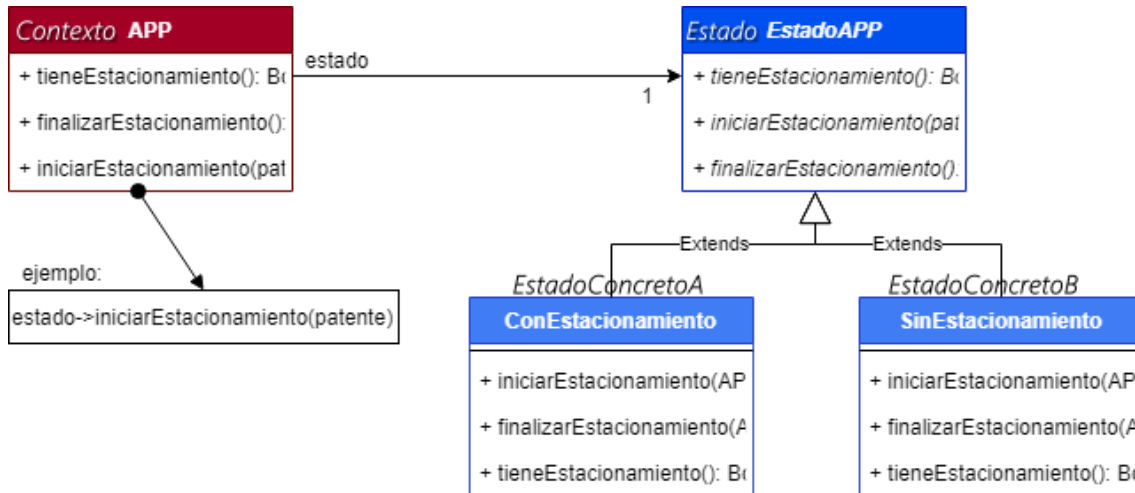 Contexto APP
+ tieneEstacionamiento(): Bo
+ finalizarEstacionamiento():
+ iniciarEstacionamiento(pat
estado
1
Estado EstadoAPP
+ tieneEstacionamiento(): Bo
+ iniciarEstacionamiento(pat
+ finalizarEstacionamiento():
Extends
Extends
ejemplo:
estado->iniciarEstacionamiento(patente)
EstadoConcretoA
ConEstacionamiento
+ iniciarEstacionamiento(AP
+ finalizarEstacionamiento(A
+ tieneEstacionamiento(): Bo
EstadoConcretoB
SinEstacionamiento
+ iniciarEstacionamiento(AP
+ finalizarEstacionamiento(A
+ tieneEstacionamiento(): Bo